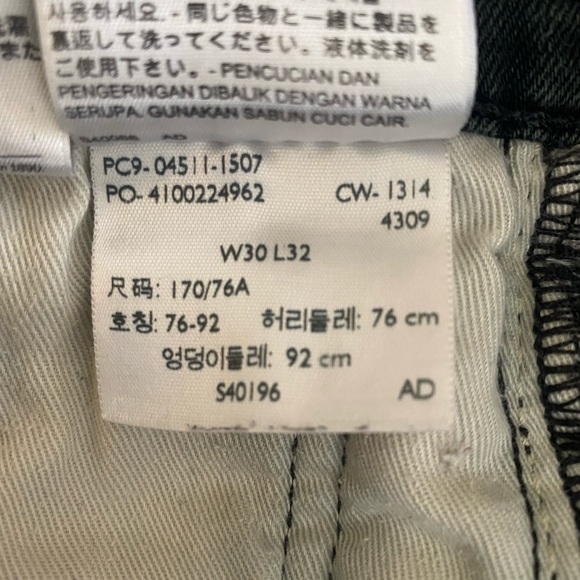 사용하세요. - 同じ色物と一緒に製品を
裏返して洗ってください。液体洗剤を
ご使用下さい。- PENCUCIAN DAN
PENGERINGAN DIBALIK DENGAN WARNA
SERUPA. GUNAKAN SABUN CUCI CAIR.
また
1890
AD
PC9-04511-1507
PO-4100224962 CW-1314
4309
W30 L32
尺码: 170/76A
호칭: 76-92 허리둘레: 76 cm
엉덩이둘레: 92 cm
S40196 AD